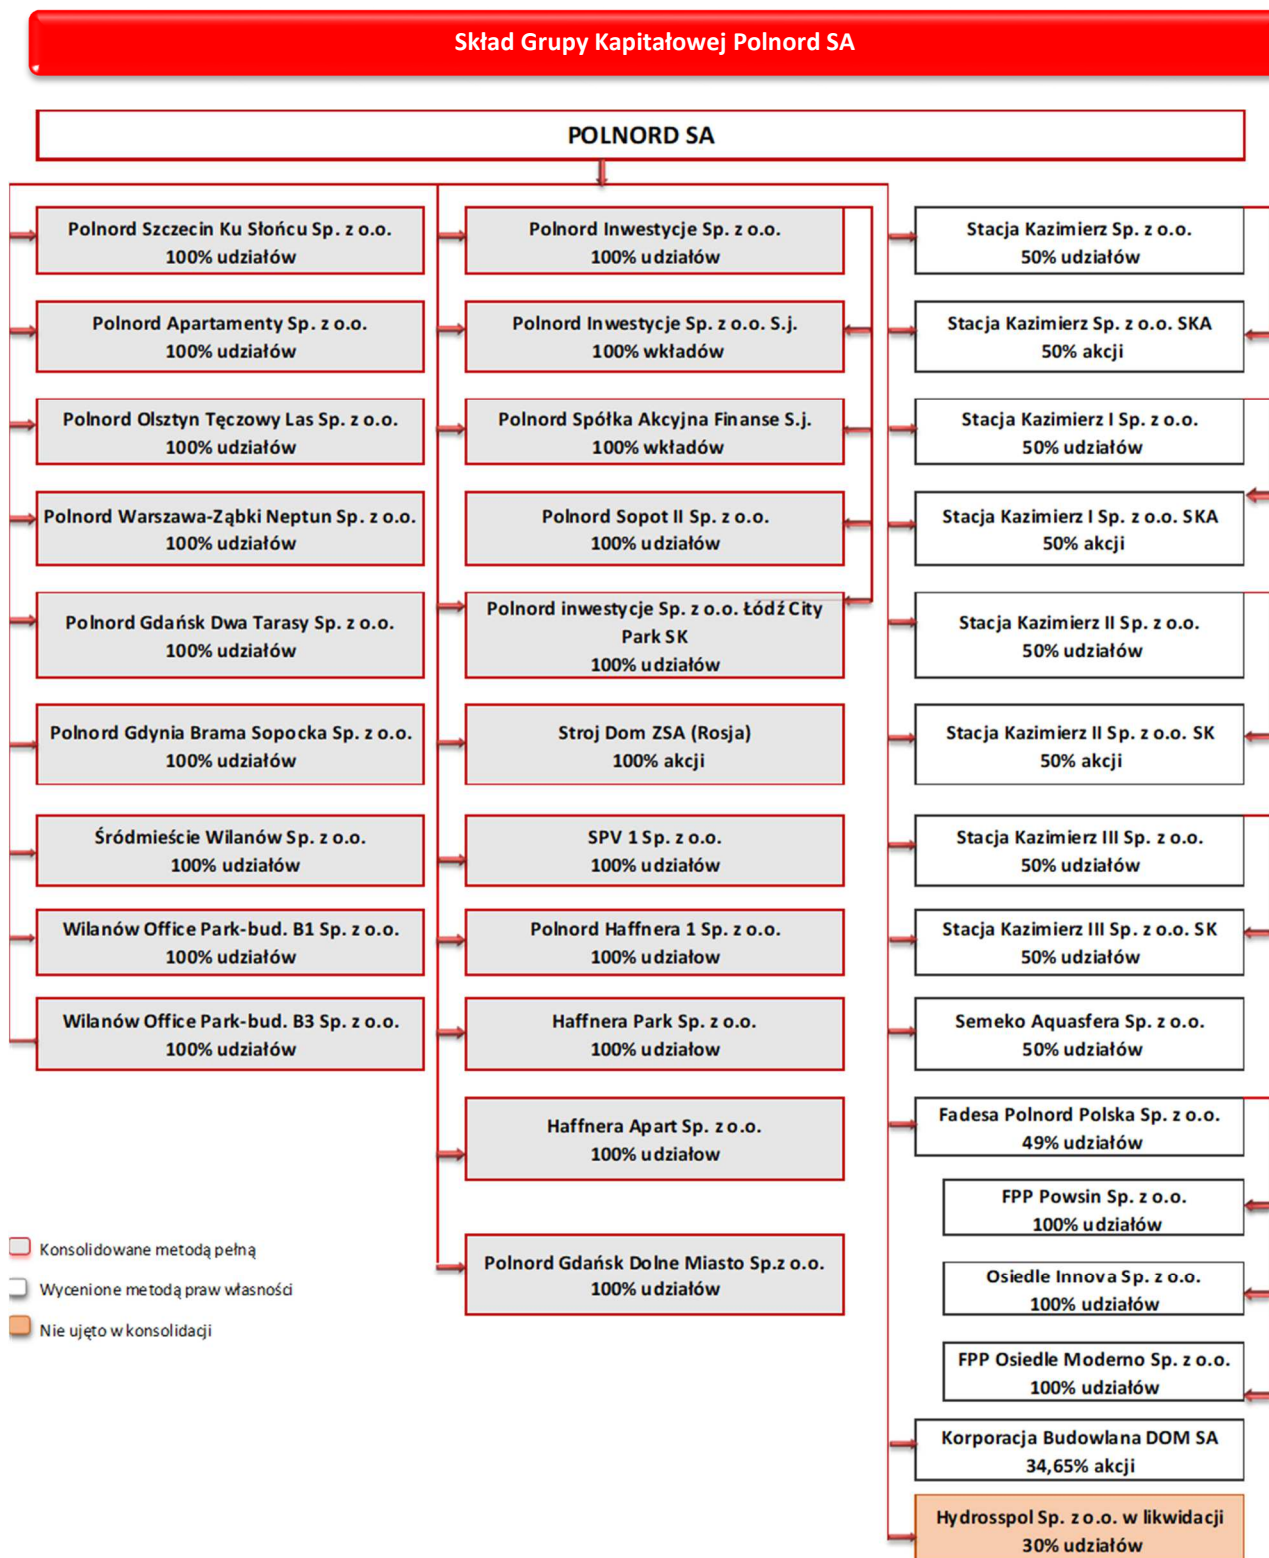 Skład Grupy Kapitałowej Polnord SA
POLNORD SA
Polnord Szczecin Ku Słońcu Sp. z o.o.
100% udziałów
Polnord Apartamenty Sp. z o.o.
100% udziałów
Polnord Olsztyn Tęczowy Las Sp. z o.o.
100% udziałów
Polnord Warszawa-Ząbki Neptun Sp. z o.o.
100% udziałów
Polnord Gdańsk Dwa Tarasy Sp. z o.o.
100% udziałów
Polnord Gdynia Brama Sopocka Sp. z o.o.
100% udziałów
Śródmieście Wilanów Sp. z o.o.
100% udziałów
Wilanów Office Park-bud. B1 Sp. z o.o.
100% udziałów
Wilanów Office Park-bud. B3 Sp. z o.o.
100% udziałów
Polnord Inwestycje Sp. z o.o.
100% udziałów
Polnord Inwestycje Sp. z o.o. S.j.
100% wkładów
Polnord Spółka Akcyjna Finanse S.j.
100% wkładów
Polnord Sopot II Sp. z o.o.
100% udziałów
Polnord inwestycje Sp. z o.o. Łódź City
Park SK
100% udziałów
Stroj Dom ZSA (Rosja)
100% akcji
SPV 1 Sp. z o.o.
100% udziałów
Polnord Haffnera 1 Sp. z o.o.
100% udziałow
Haffnera Park Sp. z o.o.
100% udziałow
Haffnera Apart Sp. z o.o.
100% udziałow
Polnord Gdańsk Dolne Miasto Sp.z o.o.
100% udziałów
Stacja Kazimierz Sp. z o.o.
50% udziałów
Stacja Kazimierz Sp. z o.o. SKA
50% akcji
Stacja Kazimierz I Sp. z o.o.
50% udziałów
Stacja Kazimierz I Sp. z o.o. SKA
50% akcji
Stacja Kazimierz II Sp. z o.o.
50% udziałów
Stacja Kazimierz II Sp. z o.o. SK
50% akcji
Stacja Kazimierz III Sp. z o.o.
50% udziałów
Stacja Kazimierz III Sp. z o.o. SK
50% udziałów
Semeko Aquasfera Sp. z o.o.
50% udziałów
Fadesa Polnord Polska Sp. z o.o.
49% udziałów
FPP Powsin Sp. z o.o.
100% udziałów
Osiedle Innova Sp. z o.o.
100% udziałów
FPP Osiedle Moderno Sp. z o.o.
100% udziałów
Korporacja Budowlana DOM SA
34,65% akcji
Hydrosspol Sp. z o.o. w likwidacji
30% udziałów
Konsolidowane metodą pełną
Wycenione metodą praw własności
Nie ujęto w konsolidacji